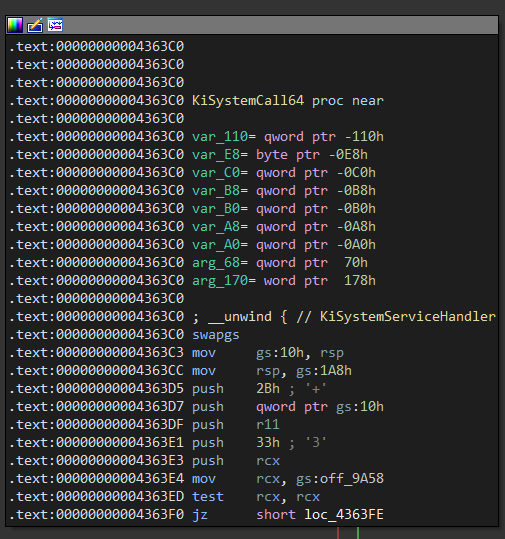 .text:00000000004363C0
.text:00000000004363C0
.text:00000000004363C0
.text:00000000004363C0 KiSystemCall64 proc near
.text:00000000004363C0
.text:00000000004363C0 var_110= qword ptr -110h
.text:00000000004363C0 var_E8= byte ptr -0E8h
.text:00000000004363C0 var_C0= qword ptr -0C0h
.text:00000000004363C0 var_B8= qword ptr -0B8h
.text:00000000004363C0 var_B0= qword ptr -0B0h
.text:00000000004363C0 var_A8= qword ptr -0A8h
.text:00000000004363C0 var_A0= qword ptr -0A0h
.text:00000000004363C0 arg_68= qword ptr  70h
.text:00000000004363C0 arg_170= word ptr  178h
.text:00000000004363C0
.text:00000000004363C0 ; __unwind { // KiSystemServiceHandler
.text:00000000004363C0 swapgs
.text:00000000004363C3 mov     gs:10h, rsp
.text:00000000004363CC mov     rsp, gs:1A8h
.text:00000000004363D5 push    2Bh ; '+'
.text:00000000004363D7 push    qword ptr gs:10h
.text:00000000004363DF push    r11
.text:00000000004363E1 push    33h ; '3'
.text:00000000004363E3 push    rcx
.text:00000000004363E4 mov     rcx, gs:off_9A58
.text:00000000004363ED test    rcx, rcx
.text:00000000004363F0 jz      short loc_4363FE